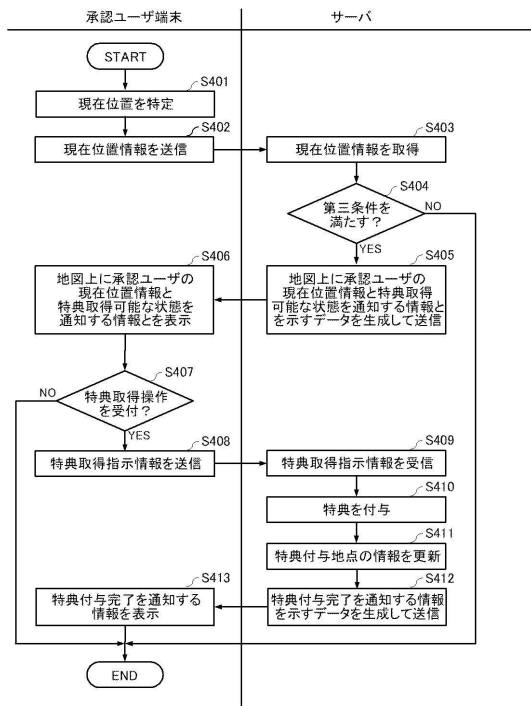 承認ユーザ端末
サーバ
START
S401
現在位置を特定
S402
現在位置情報を送信
S403
現在位置情報を取得
S404
第三条件を
満たす？
NO
YES
S405
地図上に承認ユーザの
現在位置情報と特典取得
可能な状態を通知する情報と
を示すデータを生成して送信
S406
地図上に承認ユーザの
現在位置情報と
特典取得可能な状態を
通知する情報とを表示
S407
特典取得操作
を受付？
NO
YES
S408
特典取得指示情報を送信
S409
特典取得指示情報を受信
S410
特典を付与
S411
特典付与地点の情報を更新
S412
特典付与完了を通知する情報
を示すデータを生成して送信
S413
特典付与完了を通知する
情報を表示
END